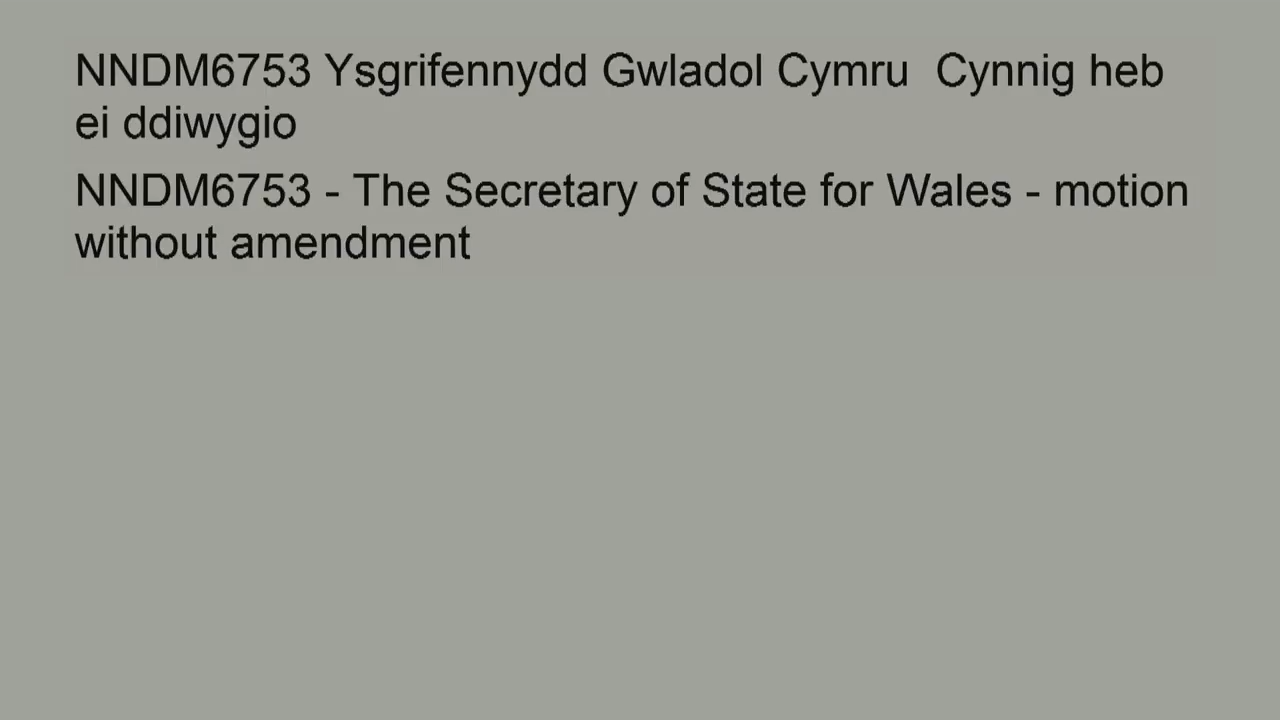 NNDM6753 Ysgrifennydd Gwladol Cymru  Cynnig heb
ei ddiwygio
NNDM6753 - The Secretary of State for Wales - motion
without amendment